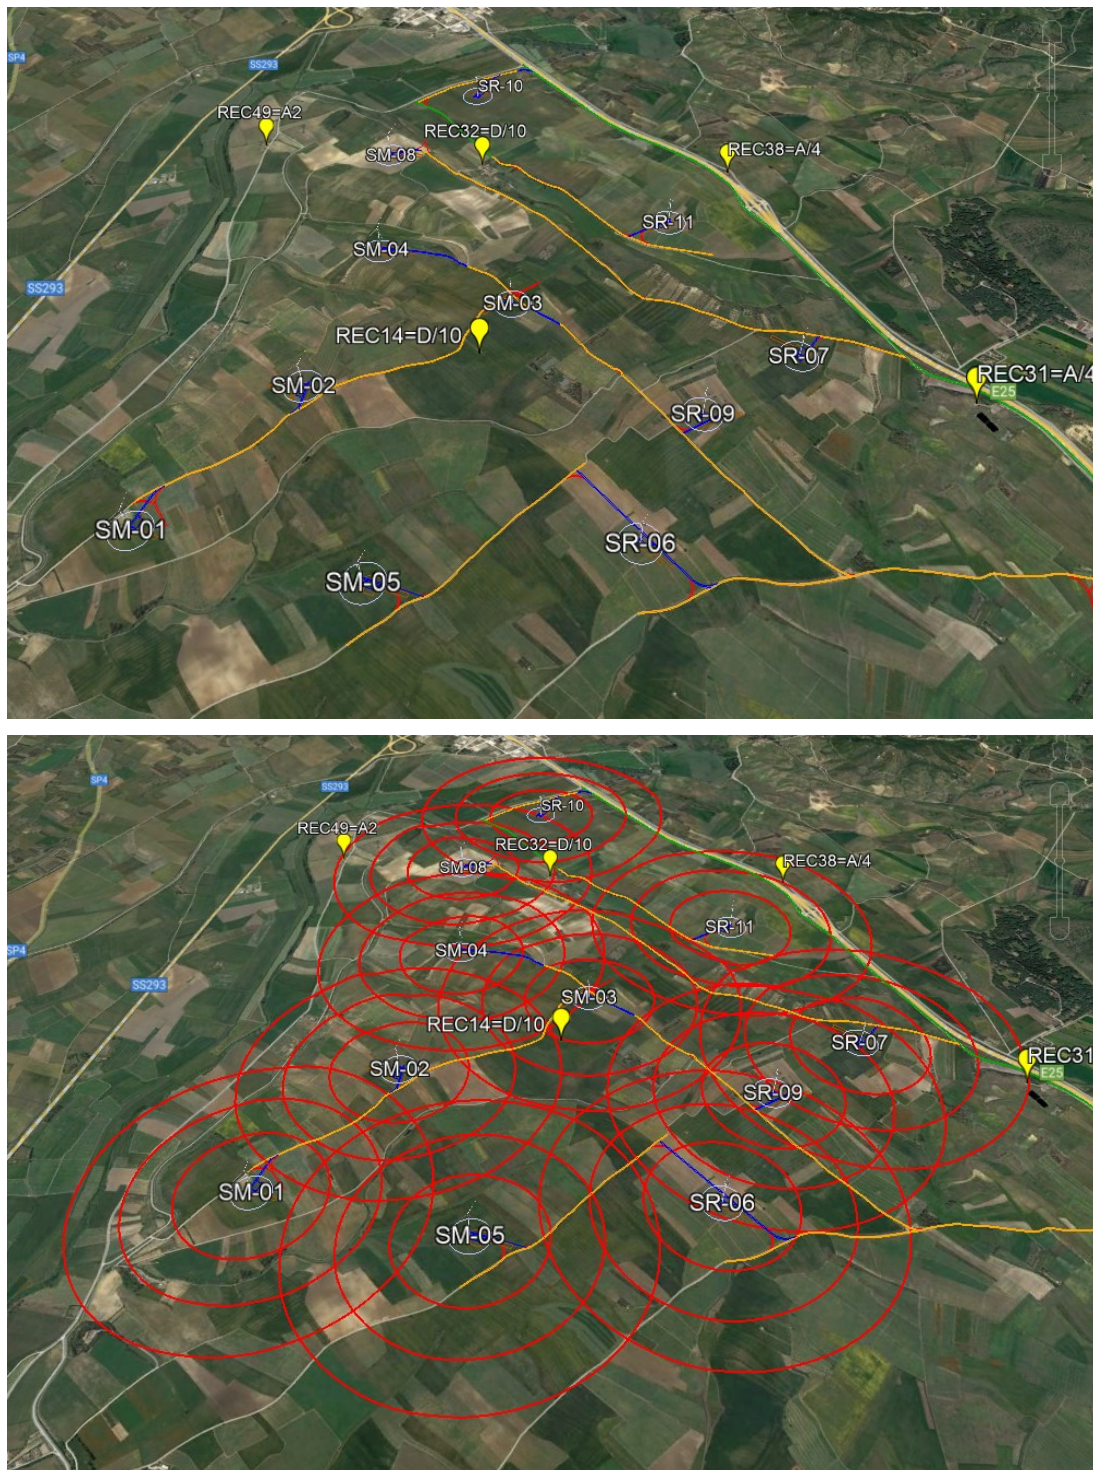 SP4
SS293
SR-10
REC49=A2
REC32=D/10
SM-08
REC38=A/4
SR-11
SM-04
SS293
SM-03
REC14=D/10
SR-07
SM-02
REC31=A/4
E25
SR-09
SM-01
SR-06
SM-05
SP4
SS293
SR-10
REC49=A2
REC32=D/10
SM-08
REC38=A/4
SR-11
SP4
SM-04
SS293
SM-03
REC14=D/10
SR-07
REC31
SM-02
E25
SR-09
SM-01
SR-06
SM-05